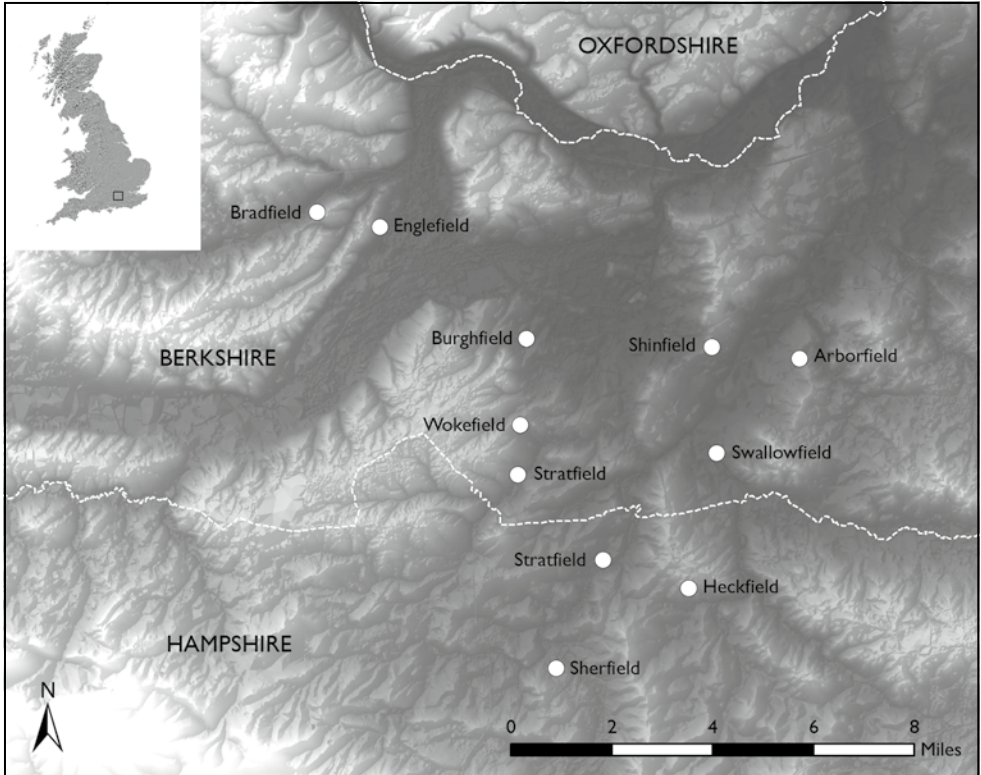 OXFORDSHIRE
Bradfield
Englefield
Burghfield
Shinfield
Arborfield
BERKSHIRE
Wokefield
Swallowfield
Stratfield
Stratfield
Heckfield
HAMPSHIRE
Sherfield
N
0 2 4 6 8
Miles